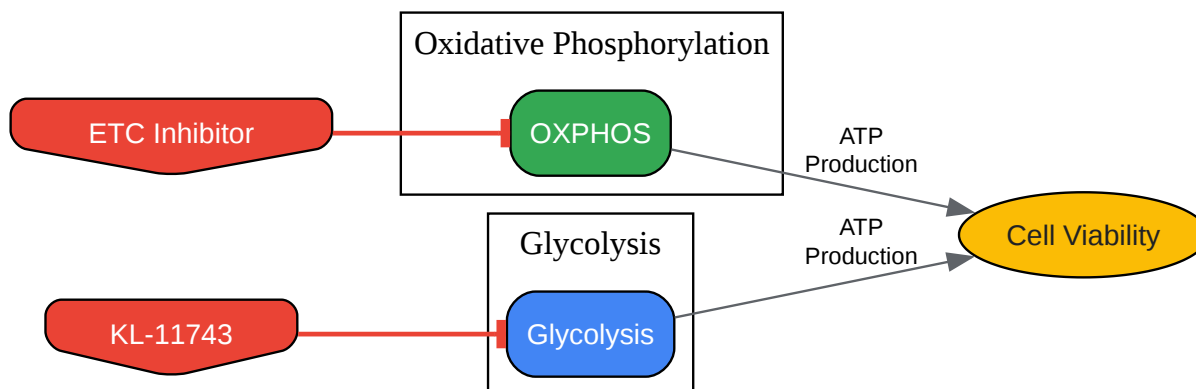 Oxidative Phosphorylation
ETC Inhibitor
OXPHOS
ATP
Production
Cell Viability
Glycolysis
ATP
Production
KL-11743
Glycolysis